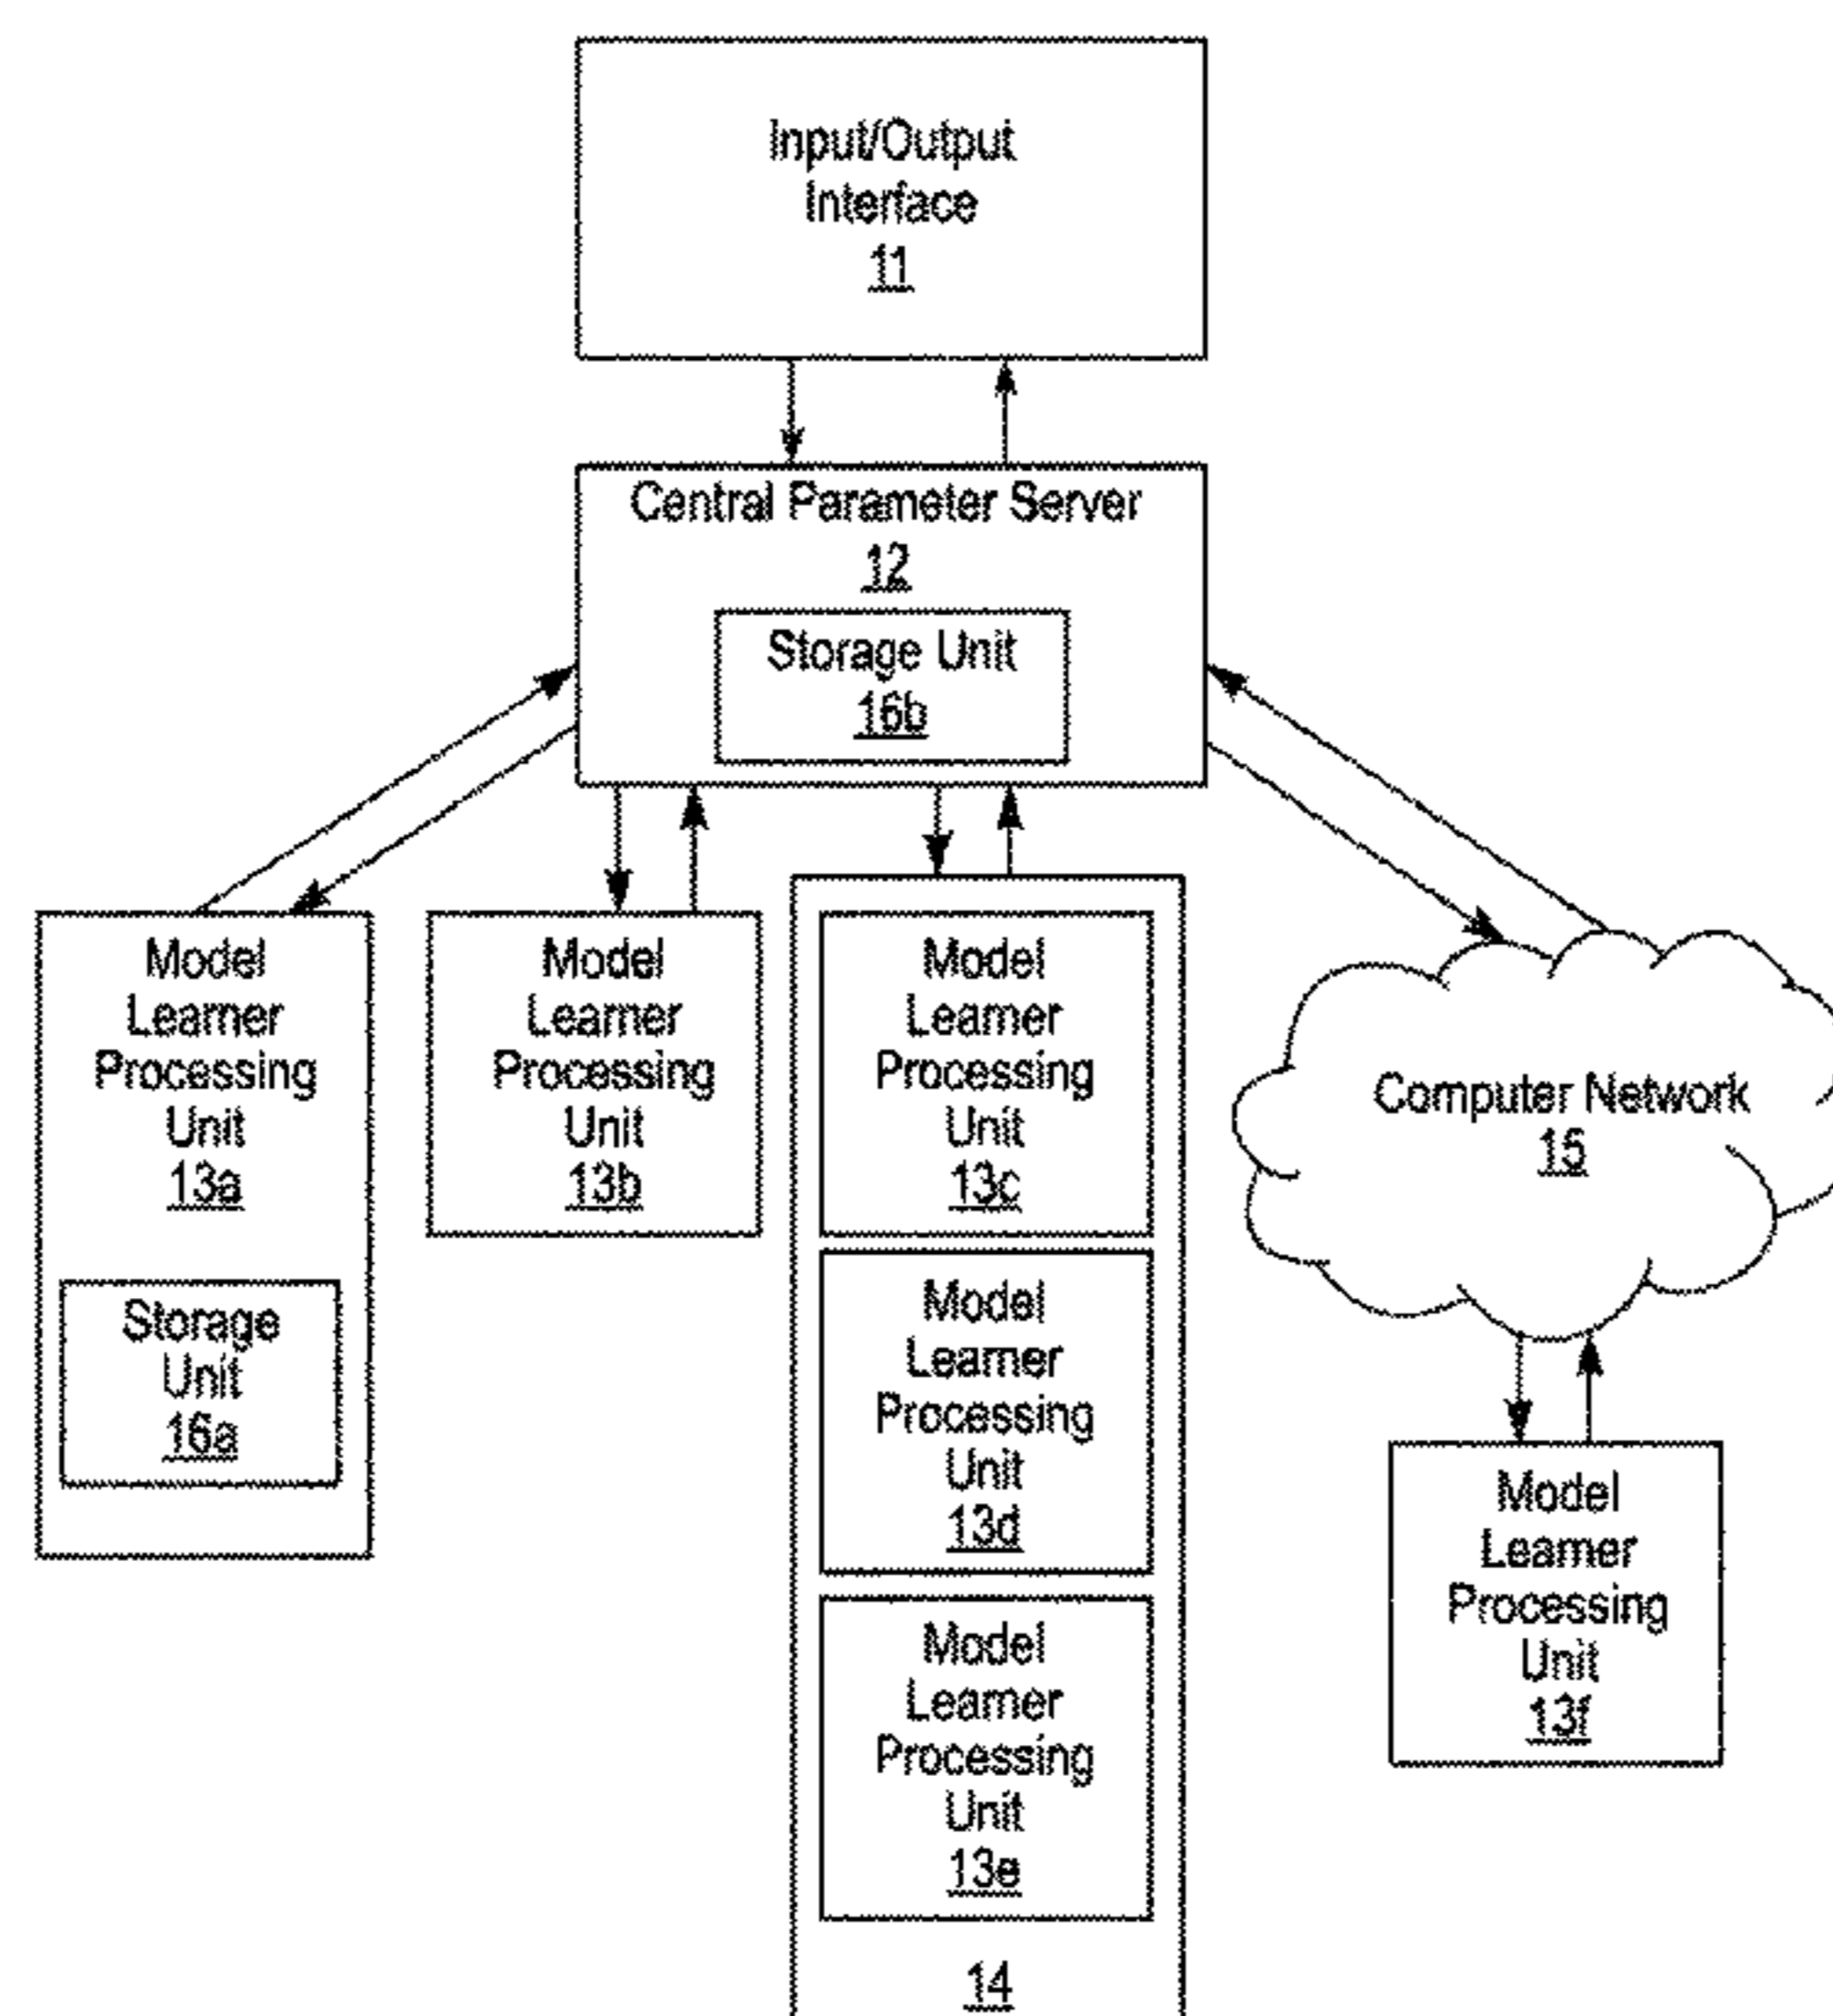 Input/Output
Interface
11
Central Parameter Server
12
Storage Unit
16b
Model
Learner
Processing
Unit
13a
Storage
Unit
16a
Model
Learner
Processing
Unit
13b
Model
Learner
Processing
Unit
13c
Model
Learner
Processing
Unit
13d
Model
Learner
Processing
Unit
13e
14
Computer Network
15
Model
Learner
Processing
Unit
13f